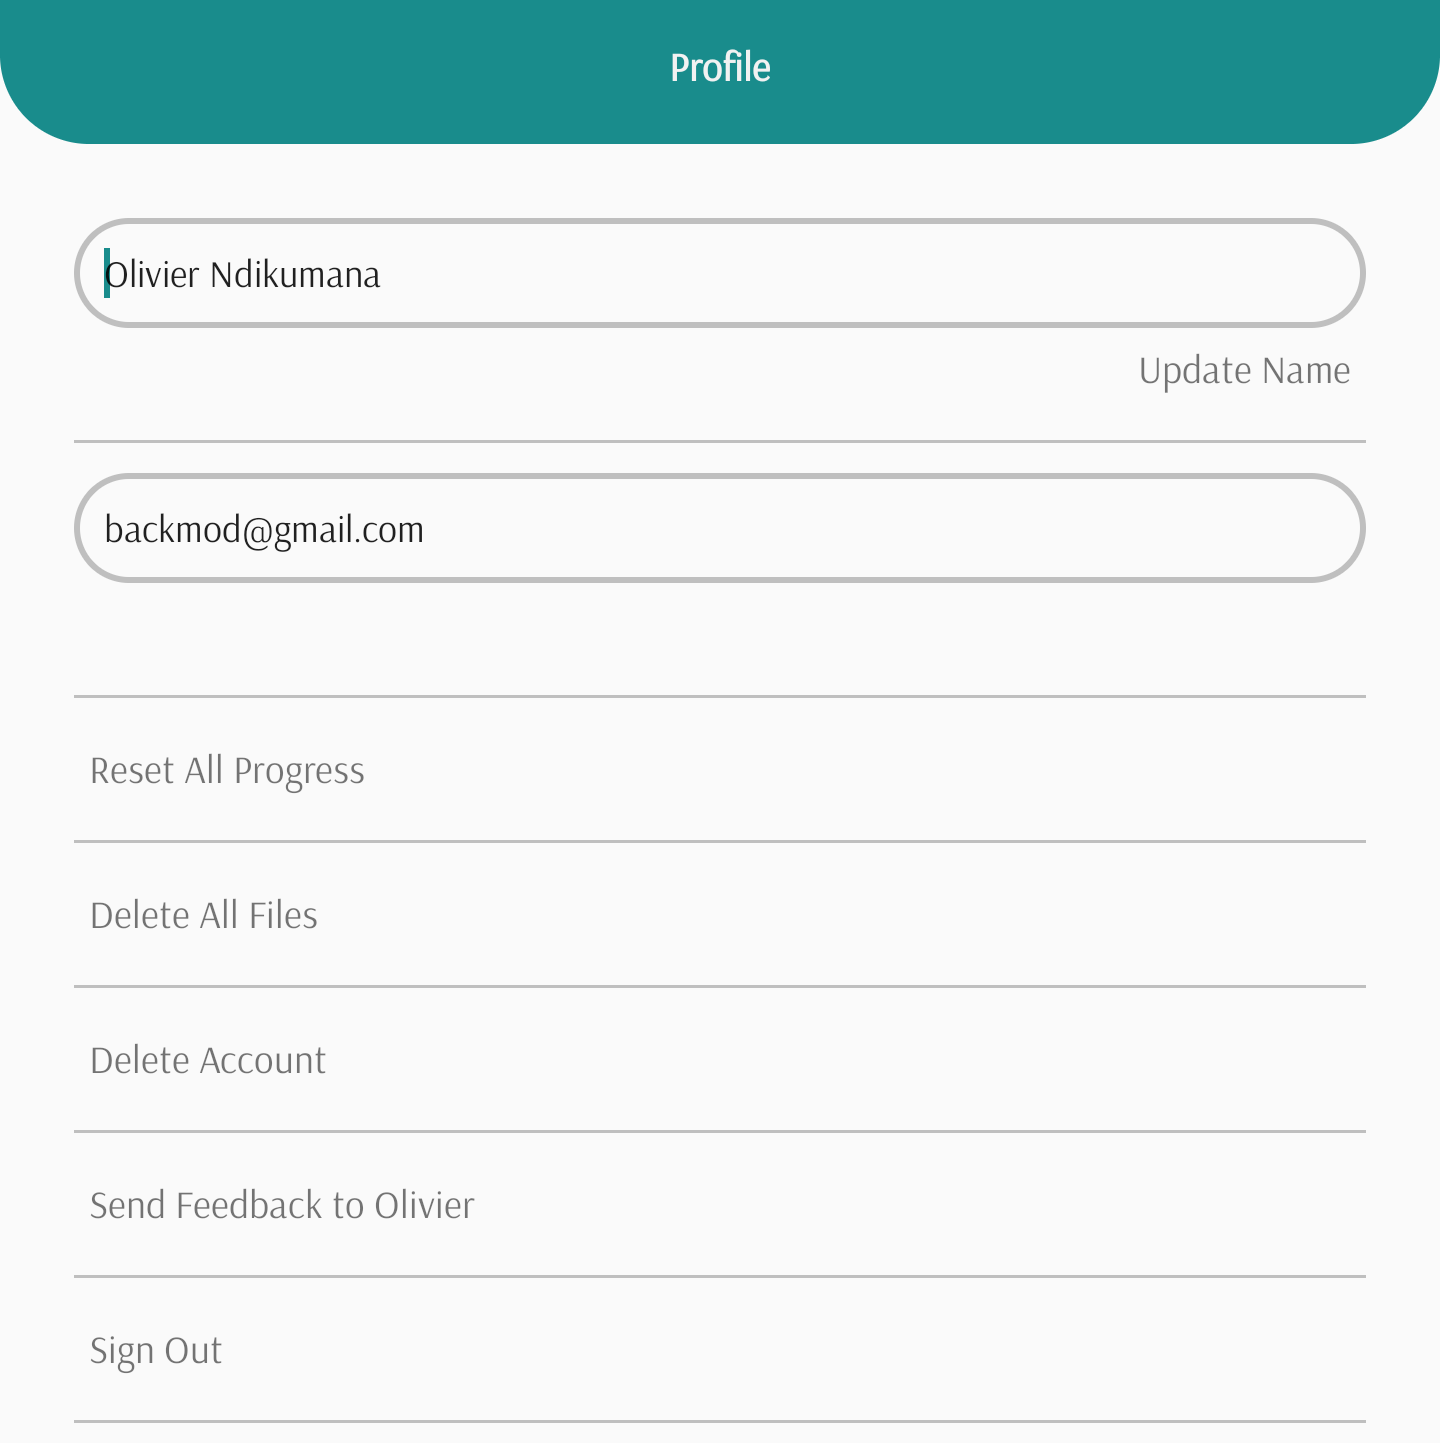 Profile
Olivier Ndikumana
Update Name
backmod@gmail.com
Reset All Progress
Delete All Files
Delete Account
Send Feedback to Olivier
Sign Out